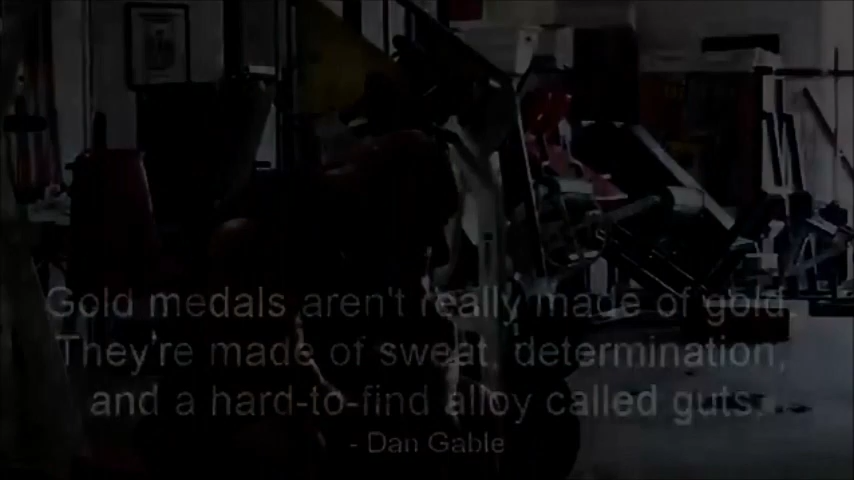 Gold medals aren't really made of gold.
They're made of sweat, determination,
and a hard-to-find alloy called guts.
- Dan Gable